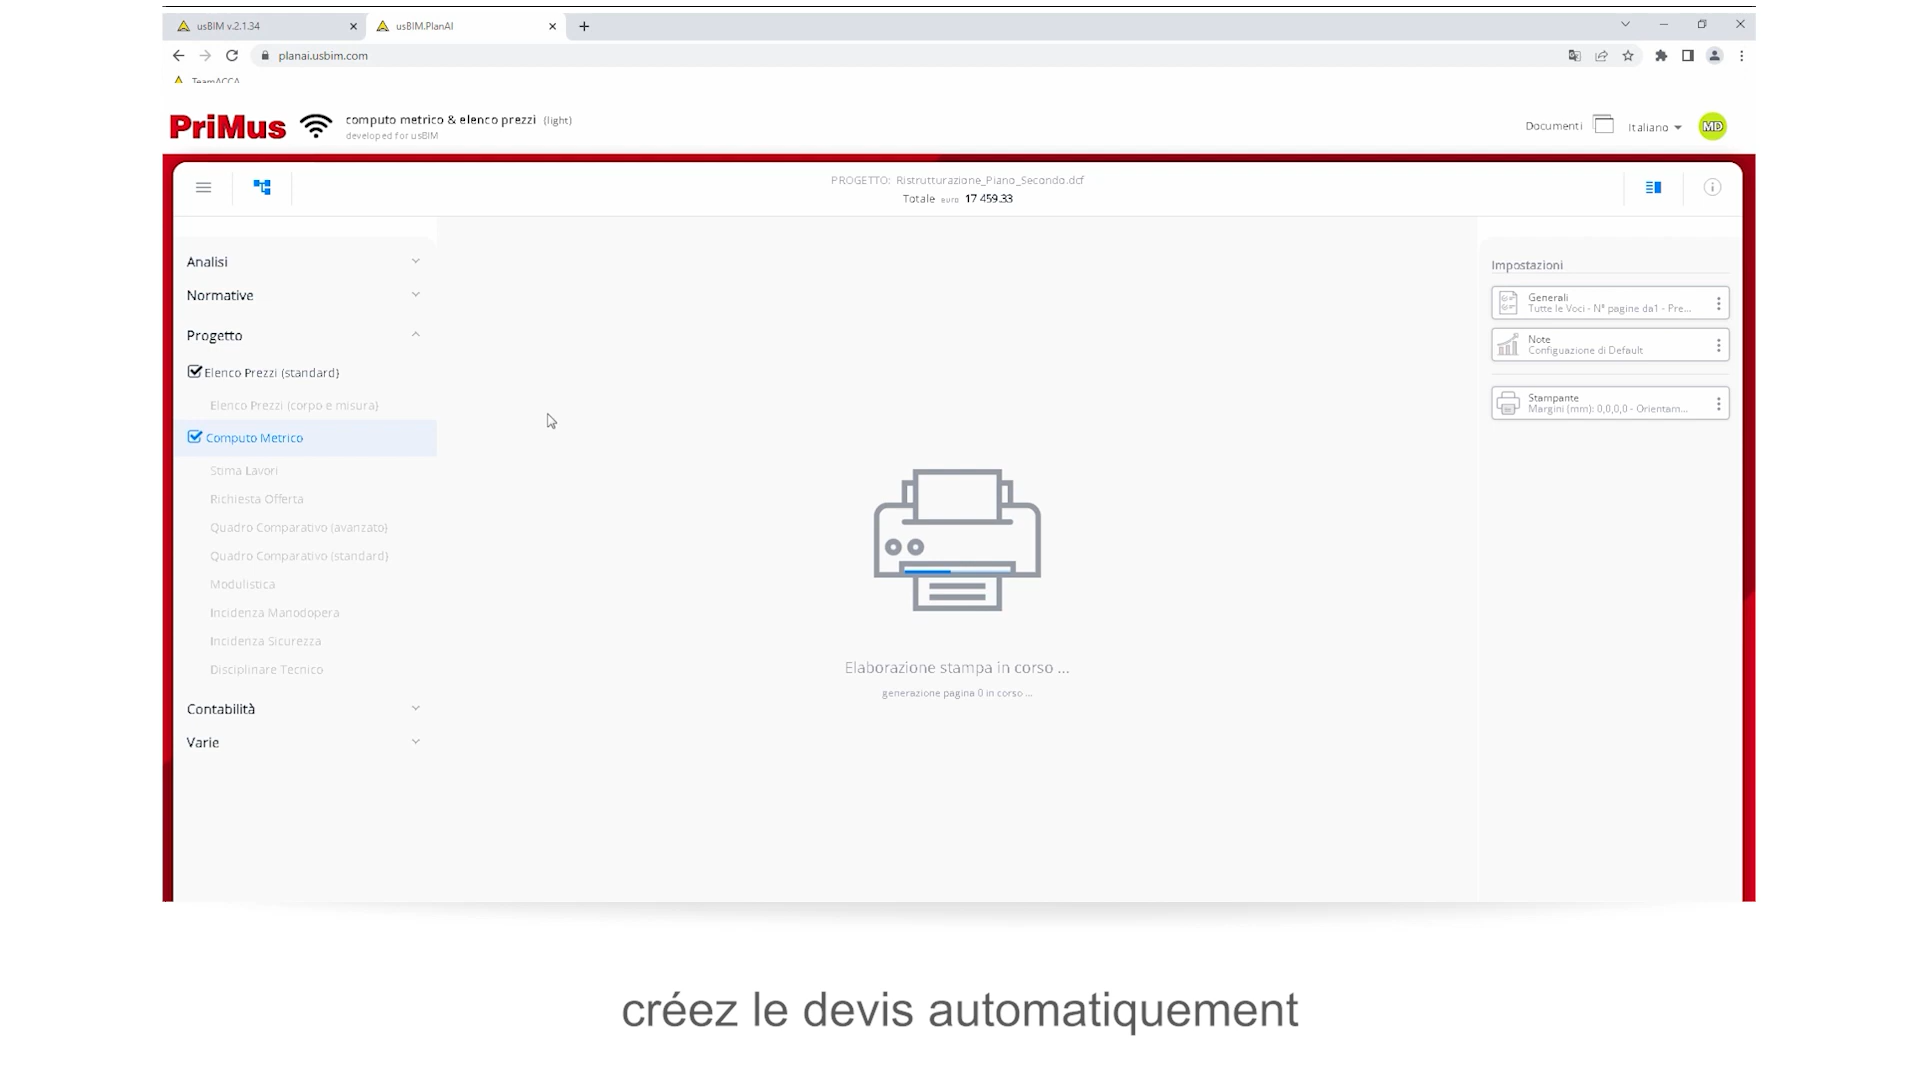 usBIM v.2.1.34
usBIM.PlanAI
planai.usbim.com
TeamACCA
PriMus
computo metrico & elenco prezzi (light)
developed for usBIM
Documenti
Italiano
MD
PROGETTO: Ristrutturazione_Piano_Secondo.dcf
Totale euro 17 459.33
Analisi
Normative
Progetto
Elenco Prezzi (standard)
Elenco Prezzi (corpo e misura)
Computo Metrico
Stima Lavori
Richiesta Offerta
Quadro Comparativo (avanzato)
Quadro Comparativo (standard)
Modulistica
Incidenza Manodopera
Incidenza Sicurezza
Disciplinare Tecnico
Contabilità
Varie
Elaborazione stampa in corso ...
generazione pagina 0 in corso ...
Impostazioni
Generali
Tutte le Voci - N° pagine da1 - Pre...
Note
Configuazione di Default
Stampante
Margini (mm): 0,0,0,0 - Orientam...
créez le devis automatiquement